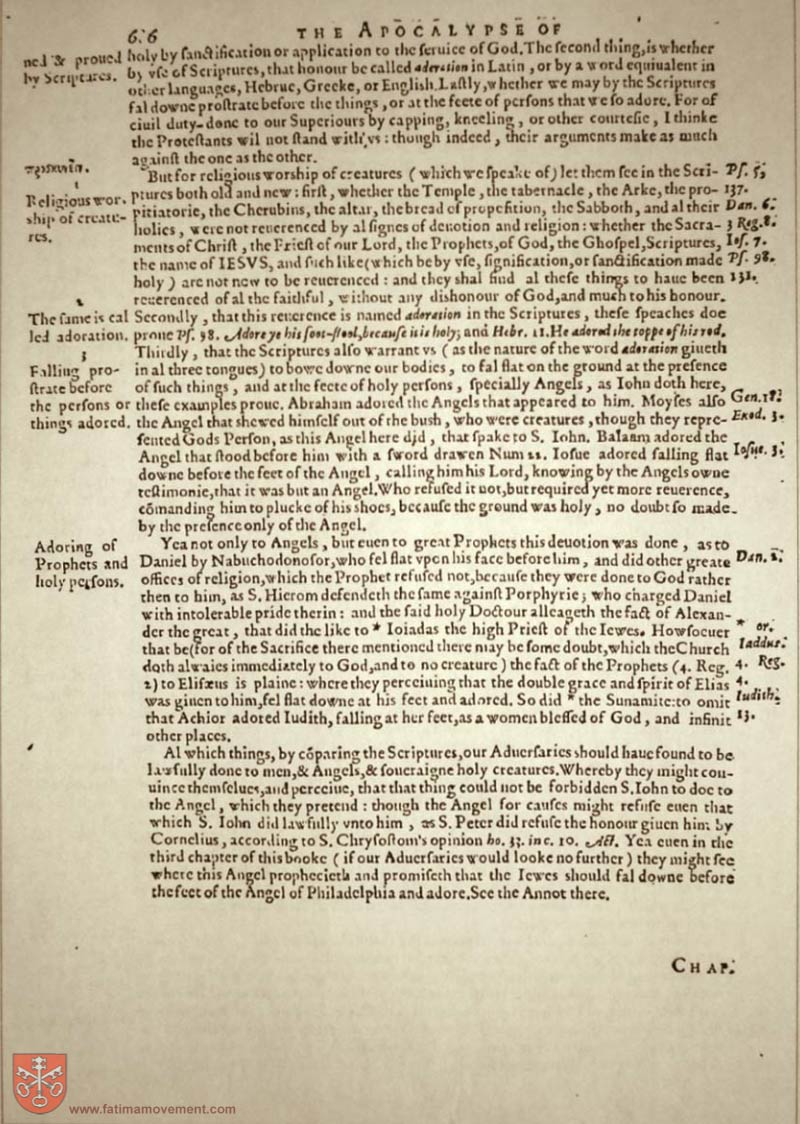 6:6 THE APOCALYPSE OF
ned & proued
by Scriptures.
holy by ſanctification or application to the ſeruice of God. The ſecond thing, is whether
by vſe of Scriptures, that honour be called adoration in Latin, or by a word equiualent in
other languages, Hebrue, Greeke, or Engliſh. Laſtly, whether we may by the Scriptures
fal downe proſtrate before the things, or at the feete of perſons that we ſo adore. For of
ciuil duty done to our Superiours by capping, kneeling, or other courteſie, I thinke
the Proteſtants wil not ſtand with vs: though indeed, their arguments make as much
againſt the one as the other.
Religious wor-
ship of creatu-
res.
But for religious worship of creatures (which we ſpeake of) let them ſee in the Scri-
ptures both old and new: firſt, whether the Temple, the tabernacle, the Arke, the pro-
pitiatorie, the Cherubins, the altar, the bread of propoſition, the Sabboth, and al their
holies, were not reuerenced by al ſignes of deuotion and religion: whether the Sacra-
ments of Chriſt, the Prieſt of our Lord, the Prophets, of God, the Ghoſpel, Scriptures,
the name of IESVS, and ſuch like (which be by vſe, ſignification, or ſanctification made
holy) are not now to be reuerenced: and they shal find al theſe things to haue been
reuerenced of al the faithful, without any dishonour of God, and much to his honour.
Pſ. 5,
137.
Dan. 6.
3 Reg. 8.
Ioſ. 7.
Pſ. 98.
131.
2
The ſame is cal
led adoration.
Secondly, that this reuerence is named adoration in the Scriptures, theſe ſpeaches doe
proue Pſ. 98. Adore ye his foot-ſtool, becauſe it is holy; and Hebr. 11. He adored the toppe of his rod.
3
Falling pro-
ſtrate before
the perſons or
things adored.
Thirdly, that the Scriptures alſo warrant vs (as the nature of the word adoration giueth
in al three tongues) to bowe downe our bodies, to fal flat on the ground at the preſence
of ſuch things, and at the feete of holy perſons, ſpecially Angels, as Iohn doth here,
theſe examples proue. Abraham adored the Angels that appeared to him. Moyſes alſo
the Angel that shewed himſelf out of the bush, who were creatures, though they repre-
ſented Gods Perſon, as this Angel here did, that ſpake to S. Iohn. Balaam adored the
Angel that ſtood before him with a ſword drawen Num 22. Ioſue adored falling flat
downe before the feet of the Angel, calling him his Lord, knowing by the Angels owne
teſtimonie, that it was but an Angel. Who refuſed it not, but required yet more reuerence,
cōmanding him to plucke of his shoes, becauſe the ground was holy, no doubt ſo made
by the preſence only of the Angel.
Gen. 18.
Exod. 3.
Ioſue. 3.
Adoring of
Prophets and
holy perſons.
Yea not only to Angels, but euen to great Prophets this deuotion was done, as to
Daniel by Nabuchodonoſor, who fel flat vpon his face before him, and did other greate
offices of religion, which the Prophet refuſed not, becauſe they were done to God rather
then to him, as S. Hierom defendeth the ſame againſt Porphyrie; who charged Daniel
with intolerable pride therin: and the ſaid holy Doctour alleageth the fact of Alexan-
der the great, that did the like to * Ioiadas the high Prieſt of the Iewes. Howſoeuer
that be (for of the Sacrifice there mentioned there may be ſome doubt, which the Church
doth alwaies immediately to God, and to no creature) the fact of the Prophets (4. Reg.
2) to Eliſæus is plaine: where they perceiuing that the double grace and ſpirit of Elias
was giuen to him, fel flat downe at his feet and adored. So did * the Sunamite: to omit
that Achior adored Iudith, falling at her feet, as a women bleſſed of God, and infinit
other places.
Dan. 2.
* or.
Iaddus.
4. Reg.
4.
Iudith.
13.
Al which things, by cōparing the Scriptures, our Aduerſaries should haue found to be
lawfully done to men, & Angels, & ſoueraigne holy creatures. Whereby they might con-
uince themſelues, and perceiue, that that thing could not be forbidden S. Iohn to doe to
the Angel, which they pretend: though the Angel for cauſes might refuſe euen that
which S. Iohn did lawfully vnto him, as S. Peter did refuſe the honour giuen him by
Cornelius, according to S. Chryſoſtom's opinion ho. 33. in c. 10. Act. Yea euen in the
third chapter of this booke (if our Aduerſaries would looke no further) they might ſee
where this Angel prophecieth and promiſeth that the Iewes should fal downe before
the feet of the Angel of Philadelphia and adore. See the Annot there.
CHAP.
www.fatimamovement.com